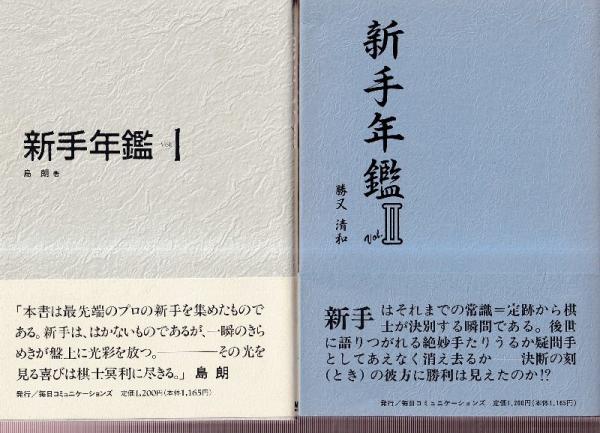 新手年鑑 Vol. I
島 朗 著
「本書は最先端のプロの新手を集めたもので
ある。新手は、はかないものであるが、一瞬のきら
めきが盤上に光彩を放つ。————その光を
見る喜びは棋士冥利に尽きる。」 島 朗
発行／毎日コミュニケーションズ 定価1,200円(本体1,165円)
新手年鑑 Vol. II
勝又 清和
新手はそれまでの常識＝定跡から棋
士が決別する瞬間である。後世
に語りつがれる絶妙手たりうるか疑問手
としてあえなく消え去るか——決断の刻
(とき)の彼方に勝利は見えたのか!?
発行／毎日コミュニケーションズ 定価1,200円(本体1,165円)